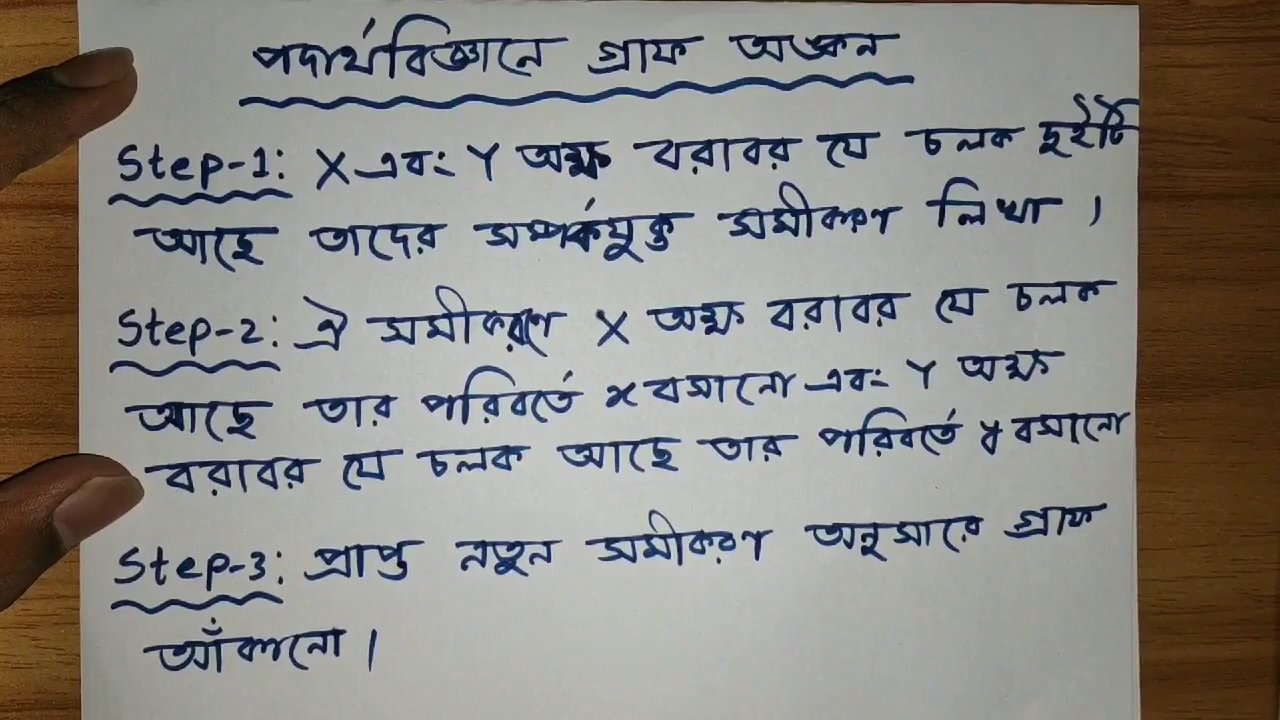 পদার্থবিজ্ঞানে গ্রাফ অঙ্কন
Step-1: X এবং Y অক্ষ বরাবর যে চলক দুইটি
আছে তাদের সম্পর্কযুক্ত সমীকরণ লিখা।
Step-2: ঐ সমীকরণে X অক্ষ বরাবর যে চলক
আছে তার পরিবর্তে x বসানো এবং Y অক্ষ
বরাবর যে চলক আছে তার পরিবর্তে y বসানো
Step-3: প্রাপ্ত নতুন সমীকরণ অনুসারে গ্রাফ
আঁকানো।